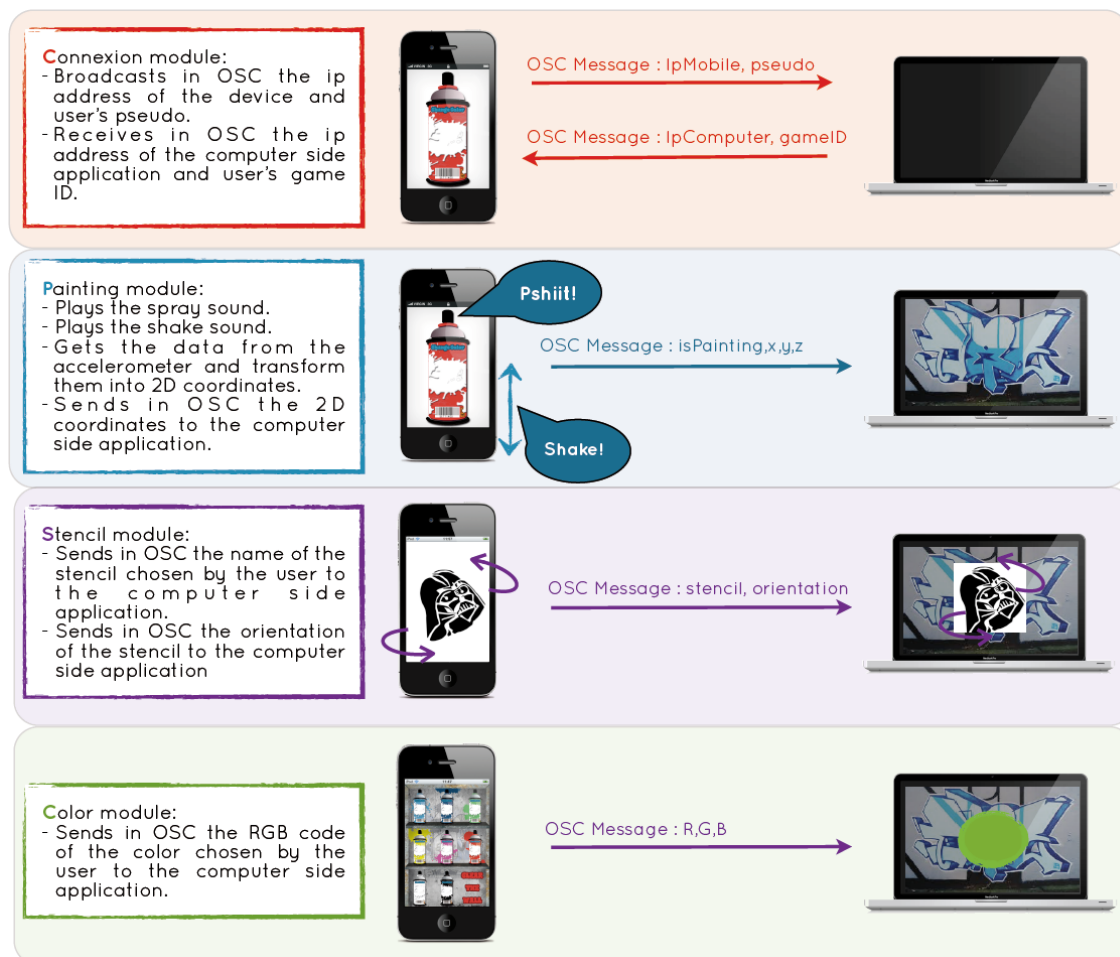 Connexion module:
- Broadcasts in OSC the ip
address of the device and
user's pseudo.
- Receives in OSC the ip
address of the computer side
application and user's game
ID.
OSC Message : IpMobile, pseudo
OSC Message : IpComputer, gameID
Painting module:
- Plays the spray sound.
- Plays the shake sound.
- Gets the data from the
accelerometer and transform
them into 2D coordinates.
- Sends in OSC the 2D
coordinates to the computer
side application.
Pshiit!
Shake!
OSC Message : isPainting,x,y,z
Stencil module:
- Sends in OSC the name of the
stencil chosen by the user to
the computer side
application.
- Sends in OSC the orientation
of the stencil to the computer
side application
OSC Message : stencil, orientation
Color module:
- Sends in OSC the RGB code
of the color chosen by the
user to the computer side
application.
OSC Message : R,G,B